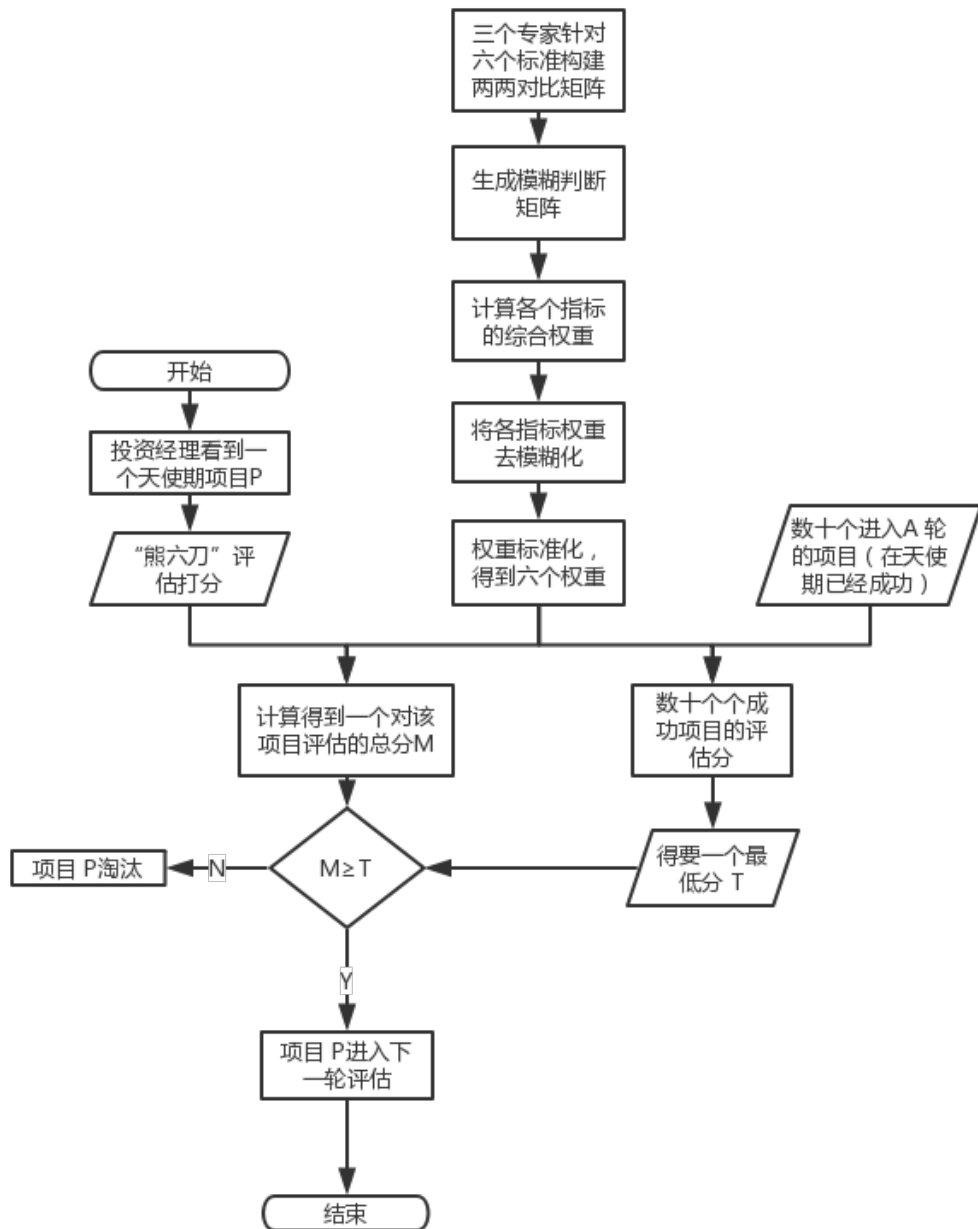 三个专家针对
六个标准构建
两两对比矩阵
生成模糊判断
矩阵
计算各个指标
的综合权重
开始
将各指标权重
去模糊化
投资经理看到一
个天使期项目P
“熊六刀”评
估打分
权重标准化，
得到六个权重
数十个进入A 轮
的项目（在天使
期已经成功）
计算得到一个对该
项目评估的总分M
数十个个成
功项目的评
估分
项目 P淘汰
N
M≥T
得要一个最
低分 T
Y
项目 P进入下
一轮评估
结束